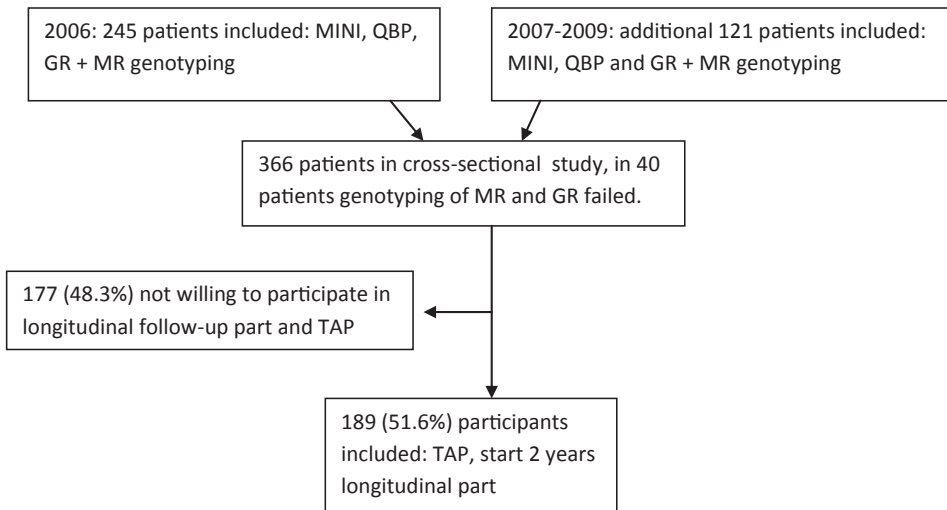 2006: 245 patients included: MINI, QBP,
GR + MR genotyping
2007-2009: additional 121 patients included:
MINI, QBP and GR + MR genotyping
366 patients in cross-sectional study, in 40
patients genotyping of MR and GR failed.
177 (48.3%) not willing to participate in
longitudinal follow-up part and TAP
189 (51.6%) participants
included: TAP, start 2 years
longitudinal part